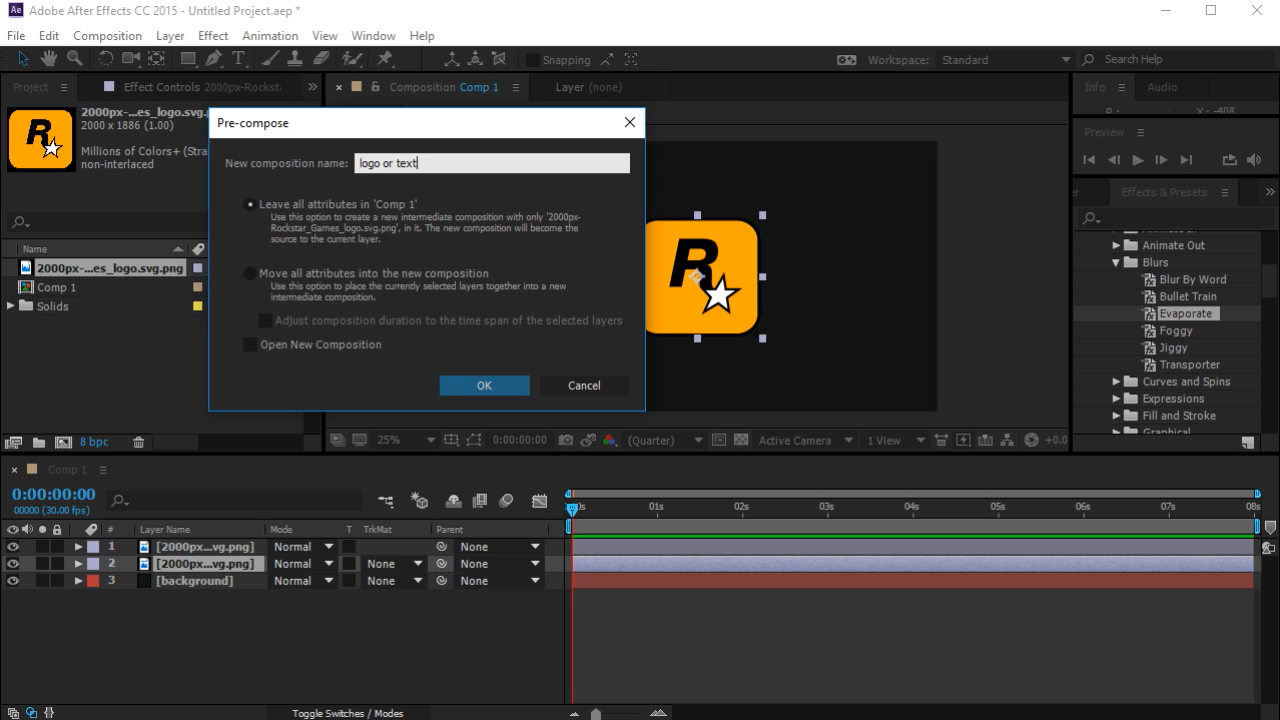 Ae Adobe After Effects CC 2015 - Untitled Project.aep *
File Edit Composition Layer Effect Animation View Window Help
Snapping
Workspace: Standard
Search Help
Project
Effect Controls 2000px-Rockst
Composition Comp 1
Layer (none)
Info Audio
2000px-...es_logo.svg.
2000 x 1886 (1.00)
Millions of Colors+ (Stra
non-interlaced
Pre-compose
New composition name: logo or text
Leave all attributes in 'Comp 1'
Use this option to create a new intermediate composition with only '2000px-
Rockstar_Games_logo.svg.png', in it. The new composition will become the
source to the current layer.
Move all attributes into the new composition
Use this option to place the currently selected layers together into a new
intermediate composition.
Adjust composition duration to the time span of the selected layers
Open New Composition
OK Cancel
R
R
Preview
Effects & Presets
Animate Out
Blurs
Blur By Word
Bullet Train
Evaporate
Foggy
Jiggy
Transporter
Curves and Spins
Expressions
Fill and Stroke
Graphical
Name
2000px-...es_logo.svg.png
Comp 1
Solids
8 bpc
25% 0:00:00:00 (Quarter) Active Camera 1 View +0.0
Comp 1
0:00:00:00
00000 (30.00 fps)
# Layer Name Mode T TrkMat Parent
01s 02s 03s 04s 05s 06s 07s 08s
1 [2000px...vg.png] Normal None
2 [2000px...vg.png] Normal None None
3 [background] Normal None None
Toggle Switches / Modes